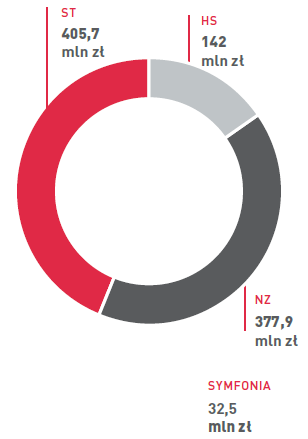 ST
405,7
mln zł
HS
142
mln zł
NZ
377,9
mln zł
SYMFONIA
32,5
mln zł